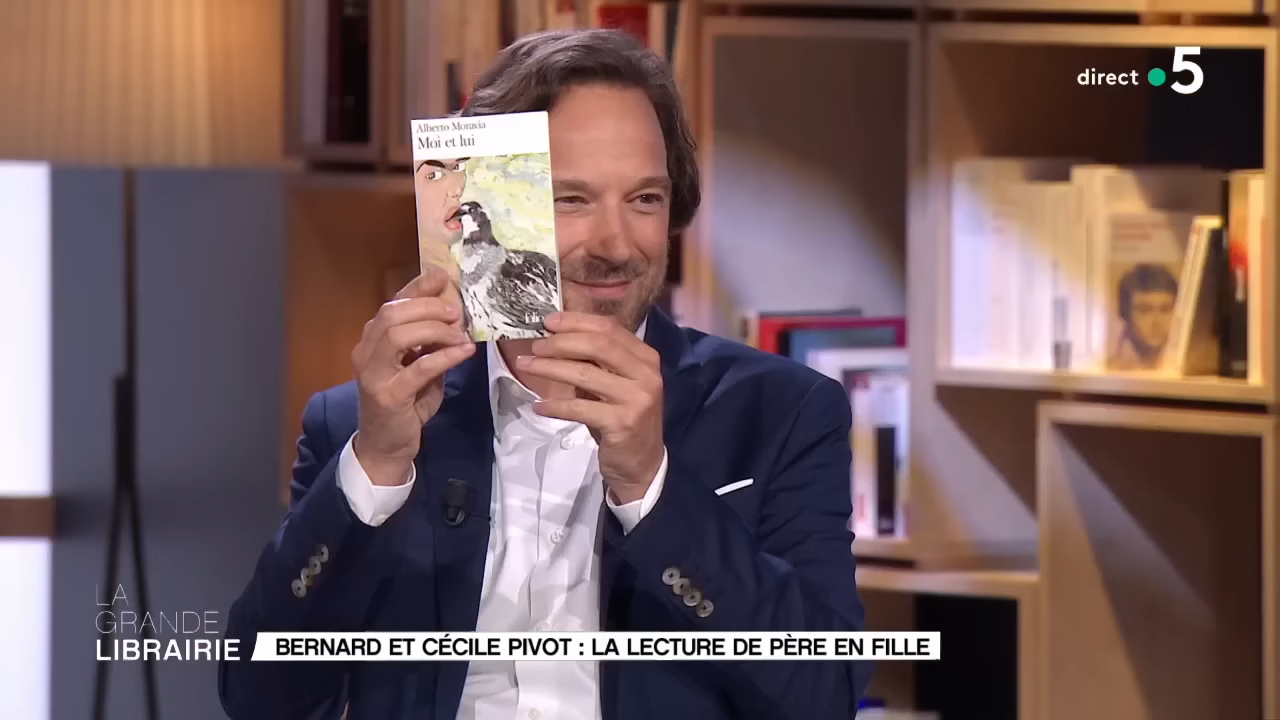 direct 5
Alberto Moravia
Moi et lui
folio
LA
GRANDE
LIBRAIRIE
BERNARD ET CÉCILE PIVOT : LA LECTURE DE PÈRE EN FILLE